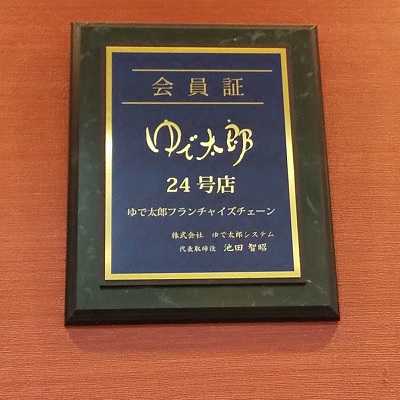 会員証
ゆで太郎
24号店
ゆで太郎フランチャイズチェーン
株式会社 ゆで太郎システム
代表取締役 池田 智昭